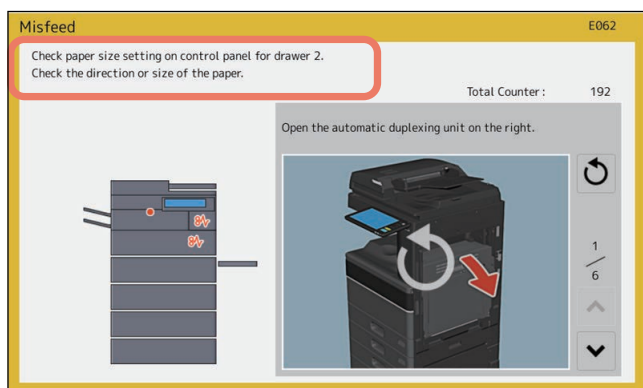 Misfeed
E062
Check paper size setting on control panel for drawer 2.
Check the direction or size of the paper.
Total Counter :
192
Open the automatic duplexing unit on the right.
1
6